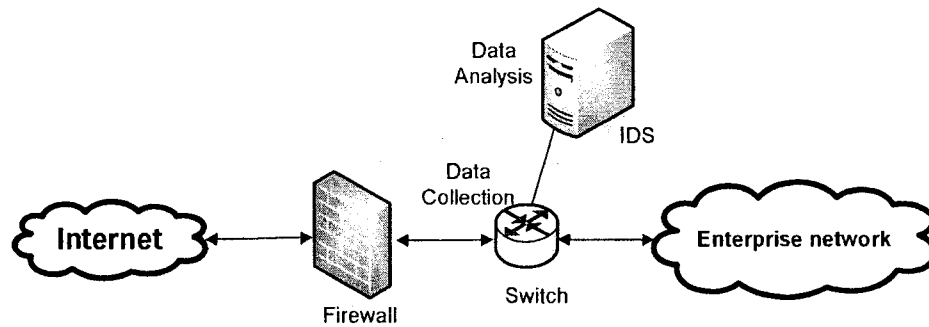 Data
Analysis
IDS
Data
Collection
Internet
Enterprise network
Switch
Firewall